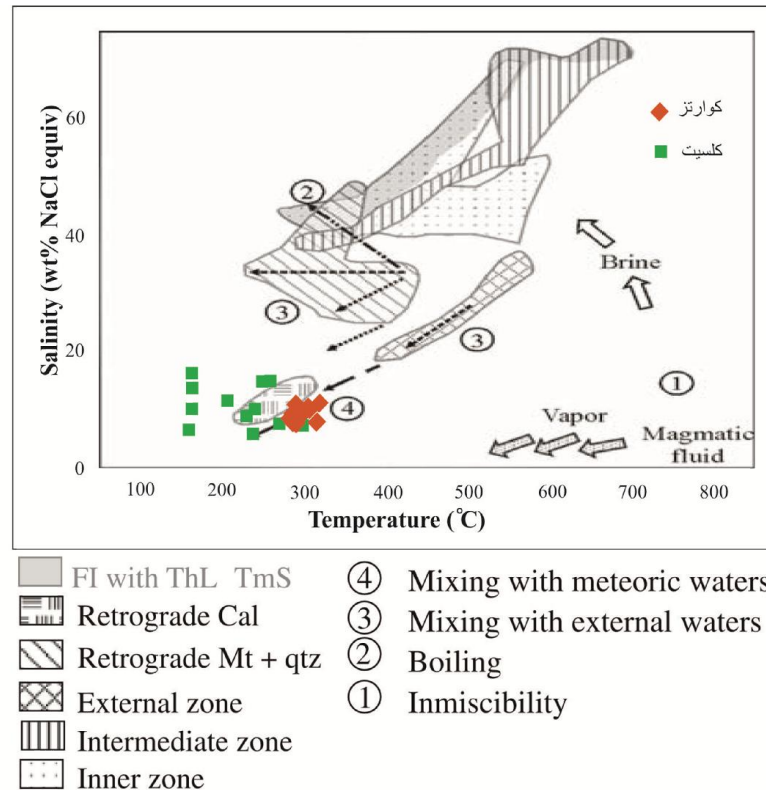 60
40
20
0
Salinity (wt% NaCl equiv)
کوارتز
کلسیت
2
Brine
3
3
1
4
Vapor
Magmatic
fluid
100 200 300 400 500 600 700 800
Temperature (°C)
FI with ThL TmS
Retrograde Cal
Retrograde Mt + qtz
External zone
Intermediate zone
Inner zone
4 Mixing with meteoric waters
3 Mixing with external waters
2 Boiling
1 Inmiscibility